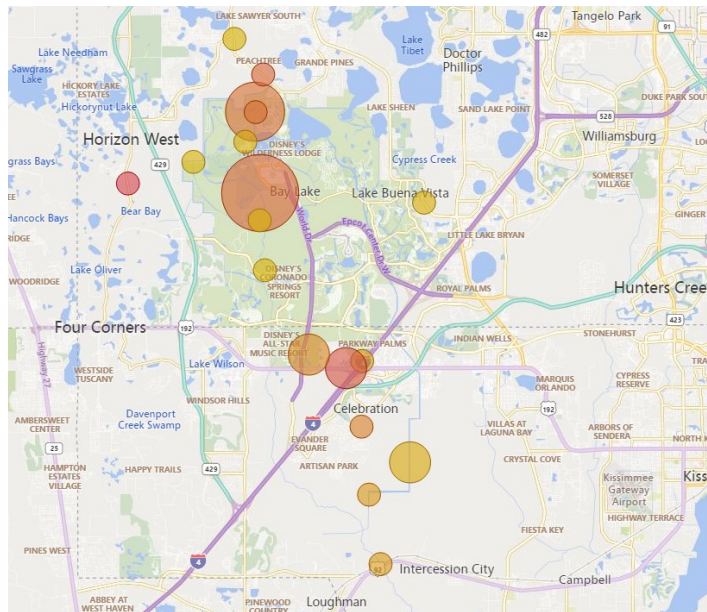 LAKE SAWYER SOUTH
Tangelo Park
482
91
Lake Needham
PEACHTREE
GRANDE PINES
Lake
Tibet
Doctor
Phillips
Sawgrass
Lake
HICKORY LAKE
ESTATES
Hickorynut Lake
LAKE SHEEN
SAND LAKE POINT
DUKE PARK SOUTH
528
Horizon West
DISNEY'S
WILDERNESS LODGE
Williamsburg
grass Bays
429
Cypress Creek
SOMERSET
VILLAGE
Bay Lake
Lake Buena Vista
Bear Bay
Hancock Bays
RIDGE
World Dr
Epcot Center Dr W
LITTLE LAKE BRYAN
GINGER
Lake Oliver
WOODRIDGE
DISNEY'S
CORONADO
SPRINGS
RESORT
ROYAL PALMS
Hunters Cree
Four Corners
192
423
DISNEY'S
ALL-STAR
MUSIC RESORT
PARKWAY PALMS
INDIAN WELLS
STONEHURST
Highway 27
WESTSIDE
TUSCANY
Lake Wilson
MARQUIS
ORLANDO
CYPRESS
RESERVE
TRA
WINDSOR HILLS
Celebration
192
AMBERSWEET
CENTER
Davenport
Creek Swamp
4
VILLAS AT
LAGUNA BAY
ARBORS OF
SENDERA
NORTH K
25
EVANDER
SQUARE
HAMPTON
ESTATES
VILLAGE
HAPPY TRAILS
429
ARTISAN PARK
CRYSTAL COVE
Kissimmee
Gateway
Airport
Kiss
HIGHWAY TERRACE
FIESTA KEY
PINES WEST
4
92
Intercession City
Campbell
ABBEY AT
WEST HAVEN
PINEWOOD
COUNTRY
Loughman